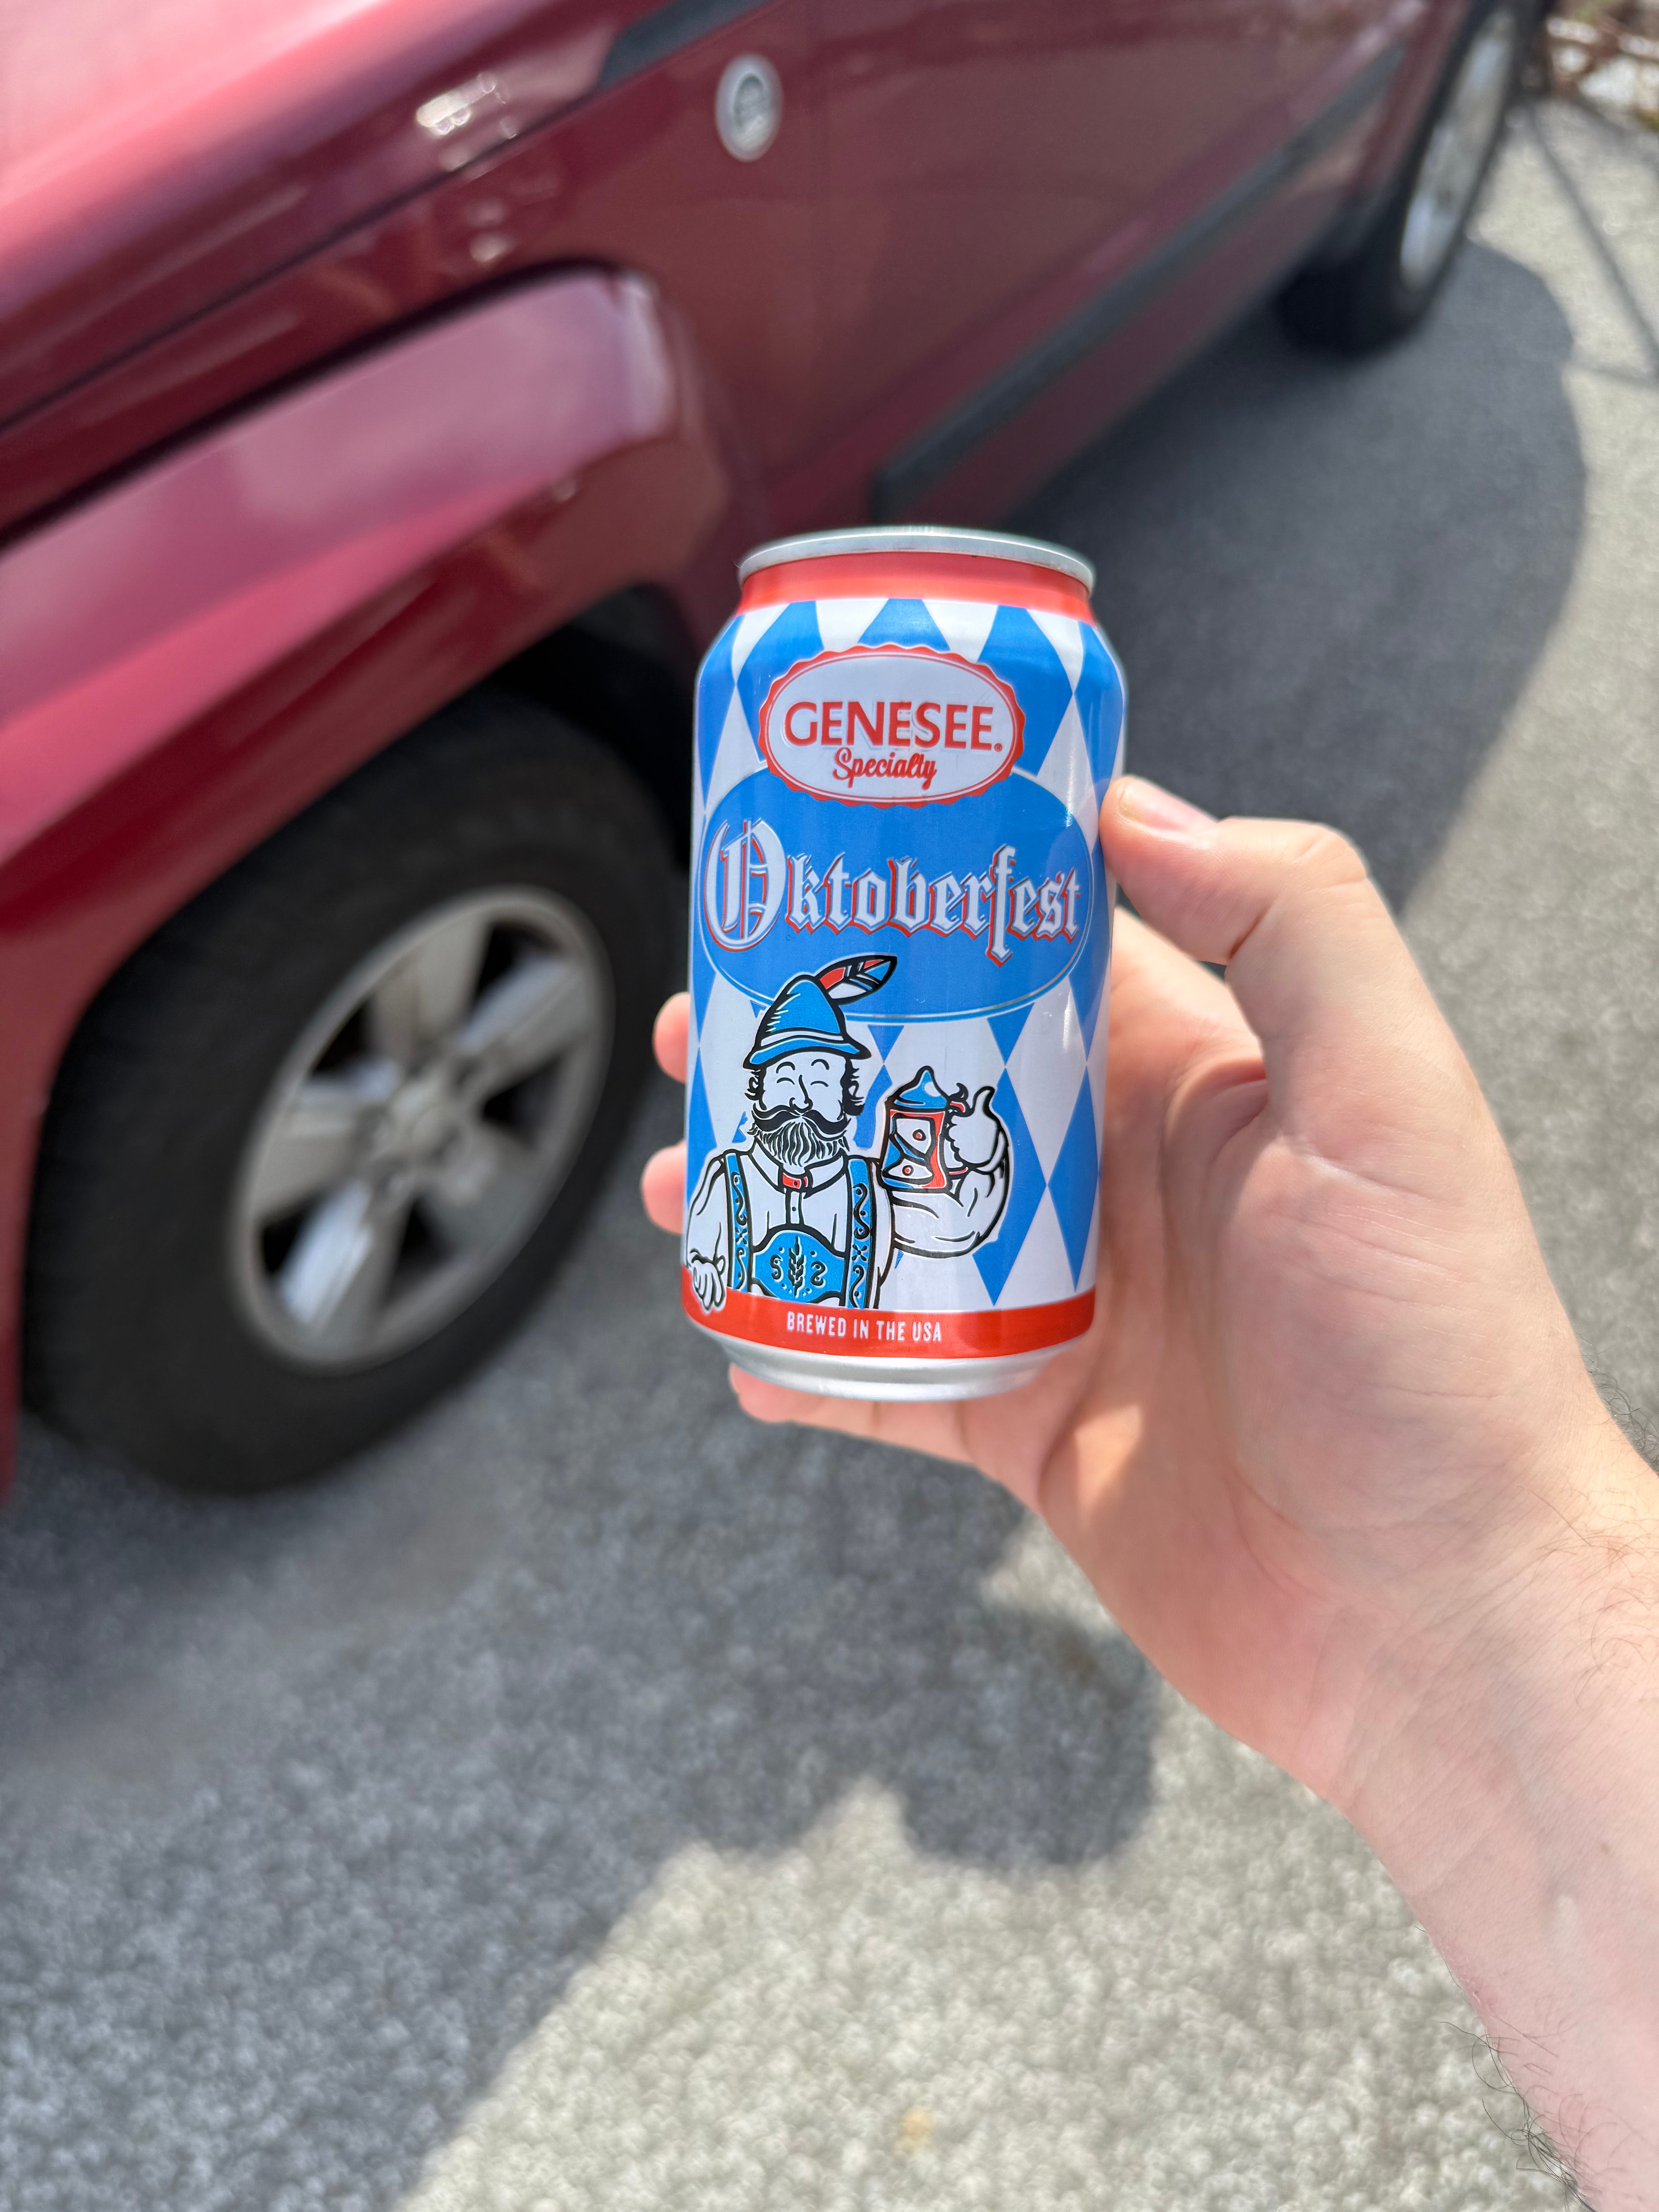 GENESEE®
Specialty
Oktoberfest
S Z
BREWED IN THE USA